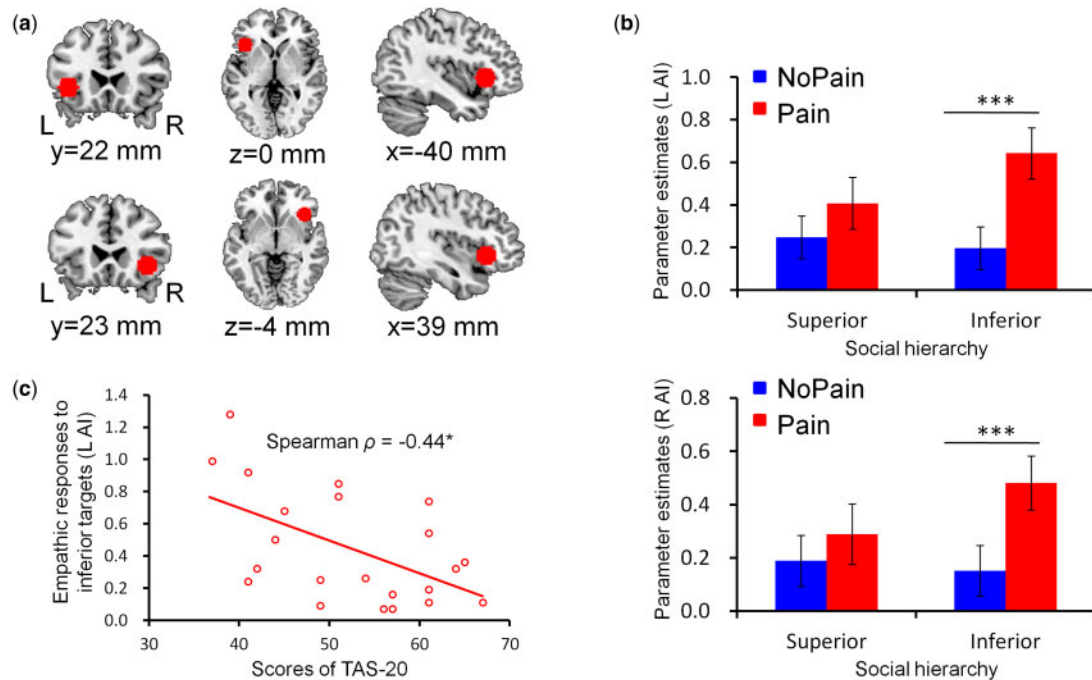 (a)
L R
y=22 mm z=0 mm x=-40 mm
L R
y=23 mm z=-4 mm x=39 mm
(b)
NoPain
Pain
***
Parameter estimates (L AI)
1.0
0.8
0.6
0.4
0.2
0.0
Superior Inferior
Social hierarchy
NoPain
Pain
***
Parameter estimates (R AI)
0.8
0.6
0.4
0.2
0.0
Superior Inferior
Social hierarchy
(c)
Empathic responses to
inferior targets (L AI)
1.4
1.2
1.0
0.8
0.6
0.4
0.2
0.0
Spearman ρ = -0.44*
30 40 50 60 70
Scores of TAS-20